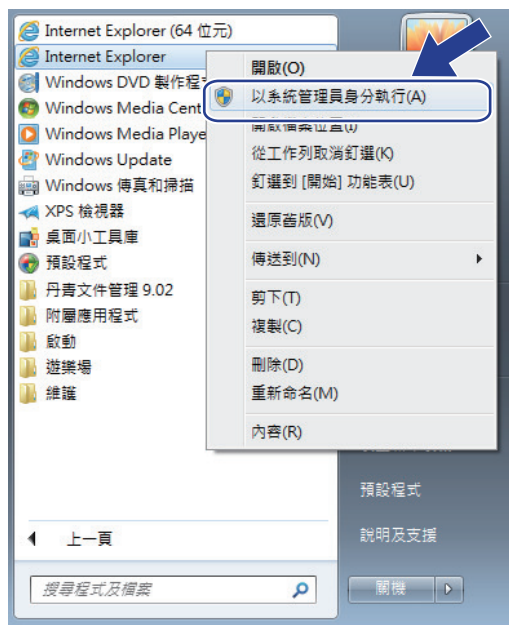 Internet Explorer (64 位元)
Internet Explorer
Windows DVD 製作程
Windows Media Cent
Windows Media Playe
Windows Update
Windows 傳真和掃描
XPS 檢視器
桌面小工具庫
預設程式
丹青文件管理 9.02
附屬應用程式
啟動
遊樂場
維護
上一頁
搜尋程式及檔案
開啟(O)
以系統管理員身分執行(A)
開啟檔案位置(I)
從工作列取消釘選(K)
釘選到 [開始] 功能表(U)
還原舊版(V)
傳送到(N)
剪下(T)
複製(C)
刪除(D)
重新命名(M)
內容(R)
預設程式
說明及支援
關機